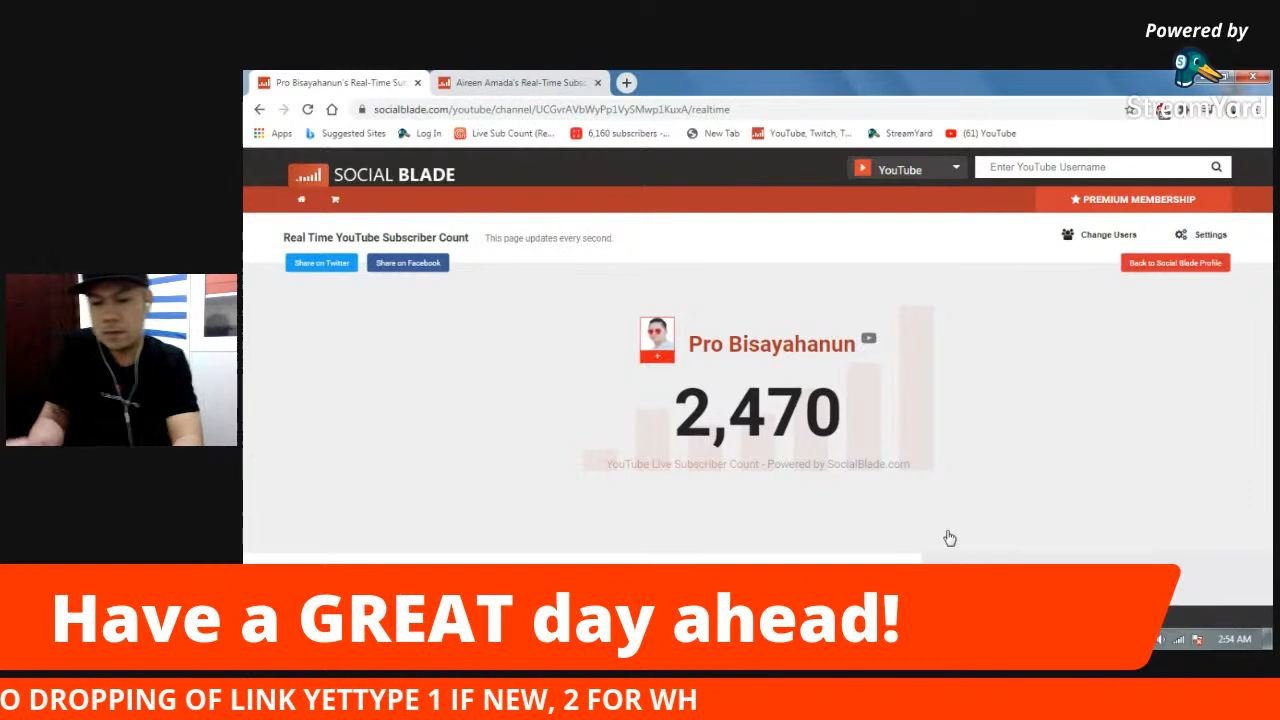 Powered by
StreamYard
Pro Bisayahanun's Real-Time Sub
Aireen Amada's Real-Time Subsc
socialblade.com/youtube/channel/UCGvrAVbWyPp1VySMwp1KuxA/realtime
Apps
Suggested Sites
Log In
Live Sub Count (Re...
6,160 subscribers -...
New Tab
YouTube, Twitch, T...
StreamYard
(61) YouTube
SOCIAL BLADE
YouTube
Enter YouTube Username
PREMIUM MEMBERSHIP
Real Time YouTube Subscriber Count
This page updates every second.
Change Users
Settings
Share on Twitter
Share on Facebook
Back to Social Blade Profile
Pro Bisayahanun
2,470
YouTube Live Subscriber Count - Powered by SocialBlade.com
Have a GREAT day ahead!
2:54 AM
O DROPPING OF LINK YETTYPE 1 IF NEW, 2 FOR WH